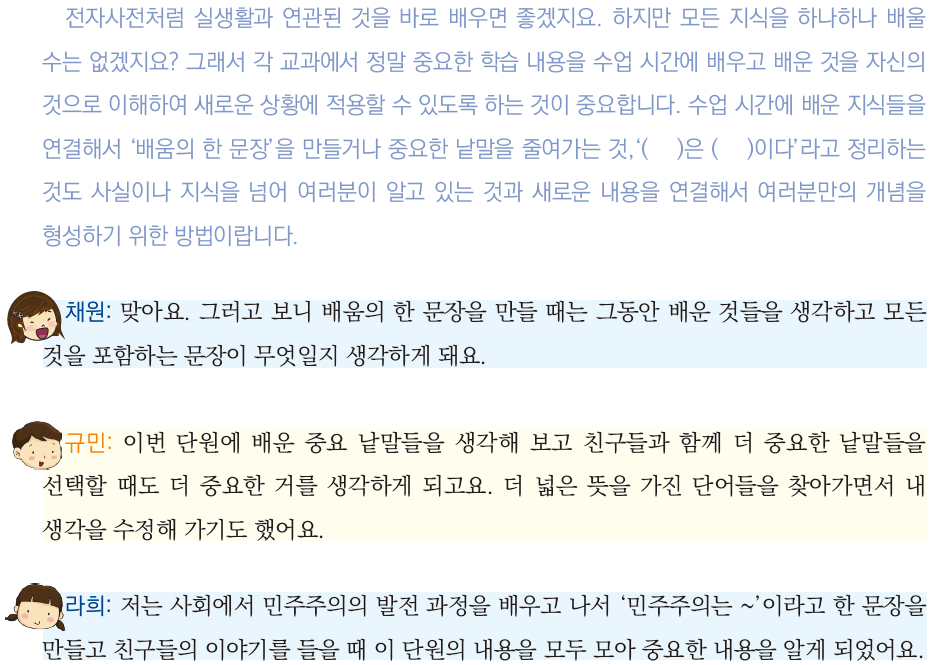 전자사전처럼 실생활과 연관된 것을 바로 배우면 좋겠지요. 하지만 모든 지식을 하나하나 배울
수는 없겠지요? 그래서 각 교과에서 정말 중요한 학습 내용을 수업 시간에 배우고 배운 것을 자신의
것으로 이해하여 새로운 상황에 적용할 수 있도록 하는 것이 중요합니다. 수업 시간에 배운 지식들을
연결해서 ‘배움의 한 문장’을 만들거나 중요한 낱말을 줄여가는 것,‘(    )은 (    )이다’라고 정리하는
것도 사실이나 지식을 넘어 여러분이 알고 있는 것과 새로운 내용을 연결해서 여러분만의 개념을
형성하기 위한 방법이랍니다.
채원: 맞아요. 그러고 보니 배움의 한 문장을 만들 때는 그동안 배운 것들을 생각하고 모든
것을 포함하는 문장이 무엇일지 생각하게 돼요.
규민: 이번 단원에 배운 중요 낱말들을 생각해 보고 친구들과 함께 더 중요한 낱말들을
선택할 때도 더 중요한 거를 생각하게 되고요. 더 넓은 뜻을 가진 단어들을 찾아가면서 내
생각을 수정해 가기도 했어요.
라희: 저는 사회에서 민주주의의 발전 과정을 배우고 나서 ‘민주주의는 ~’이라고 한 문장을
만들고 친구들의 이야기를 들을 때 이 단원의 내용을 모두 모아 중요한 내용을 알게 되었어요.